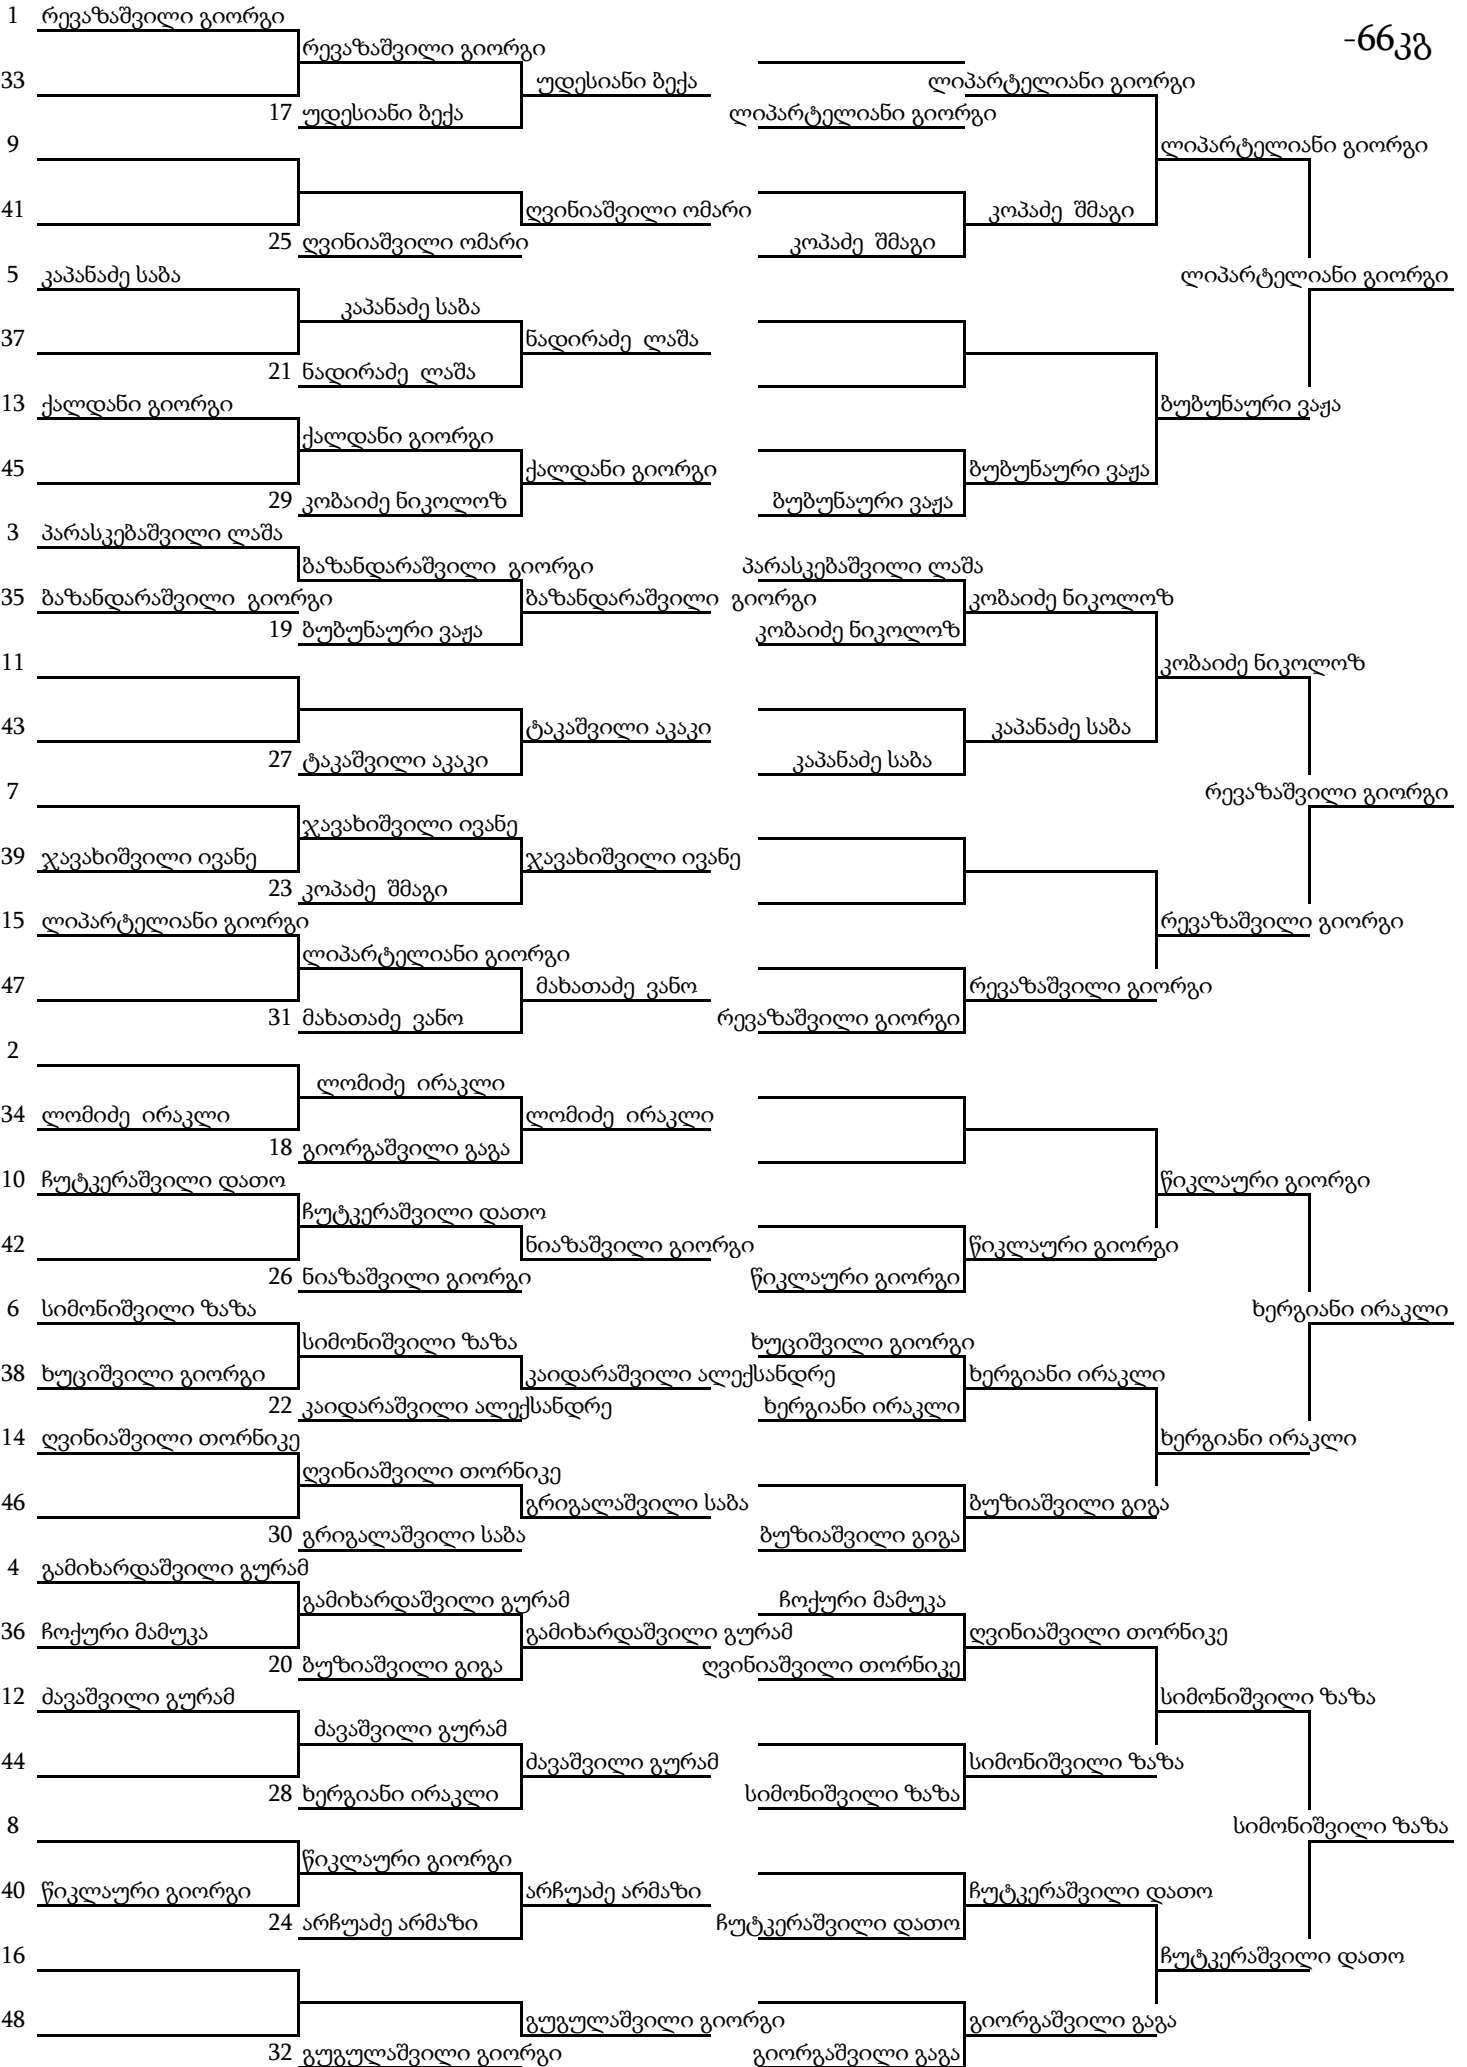 -66კგ
1 რევაზაშვილი გიორგი
რევაზაშვილი გიორგი
33 უდესიანი ბექა ლიპარტელიანი გიორგი
17 უდესიანი ბექა ლიპარტელიანი გიორგი
9 ლიპარტელიანი გიორგი
41 ღვინიაშვილი ომარი კოპაძე შმაგი
25 ღვინიაშვილი ომარი კოპაძე შმაგი
5 კაპანაძე საბა ლიპარტელიანი გიორგი
კაპანაძე საბა
37 ნადირაძე ლაშა
21 ნადირაძე ლაშა
13 ქალდანი გიორგი ბუბუნაური ვაჟა
ქალდანი გიორგი
45 ქალდანი გიორგი ბუბუნაური ვაჟა
29 კობაიძე ნიკოლოზ ბუბუნაური ვაჟა
3 პარასკებაშვილი ლაშა
ბაზანდარაშვილი გიორგი პარასკებაშვილი ლაშა
35 ბაზანდარაშვილი გიორგი ბაზანდარაშვილი გიორგი კობაიძე ნიკოლოზ
19 ბუბუნაური ვაჟა კობაიძე ნიკოლოზ
11 კობაიძე ნიკოლოზ
43 ტაკაშვილი აკაკი კაპანაძე საბა
27 ტაკაშვილი აკაკი კაპანაძე საბა
7 რევაზაშვილი გიორგი
ჯავახიშვილი ივანე
39 ჯავახიშვილი ივანე ჯავახიშვილი ივანე
23 კოპაძე შმაგი
15 ლიპარტელიანი გიორგი რევაზაშვილი გიორგი
ლიპარტელიანი გიორგი
47 მახათაძე ვანო რევაზაშვილი გიორგი
31 მახათაძე ვანო რევაზაშვილი გიორგი
2
ლომიძე ირაკლი
34 ლომიძე ირაკლი ლომიძე ირაკლი
18 გიორგაშვილი გაგა
10 ჩუტკერაშვილი დათო წიკლაური გიორგი
ჩუტკერაშვილი დათო
42 ნიაზაშვილი გიორგი წიკლაური გიორგი
26 ნიაზაშვილი გიორგი წიკლაური გიორგი
6 სიმონიშვილი ზაზა ხერგიანი ირაკლი
სიმონიშვილი ზაზა ხუციშვილი გიორგი
38 ხუციშვილი გიორგი კაიდარაშვილი ალექსანდრე ხერგიანი ირაკლი
22 კაიდარაშვილი ალექსანდრე ხერგიანი ირაკლი
14 ღვინიაშვილი თორნიკე ხერგიანი ირაკლი
ღვინიაშვილი თორნიკე
46 გრიგალაშვილი საბა ბუზიაშვილი გიგა
30 გრიგალაშვილი საბა ბუზიაშვილი გიგა
4 გამიხარდაშვილი გურამ
გამიხარდაშვილი გურამ ჩოქური მამუკა
36 ჩოქური მამუკა გამიხარდაშვილი გურამ ღვინიაშვილი თორნიკე
20 ბუზიაშვილი გიგა ღვინიაშვილი თორნიკე
12 ძავაშვილი გურამ სიმონიშვილი ზაზა
ძავაშვილი გურამ
44 ძავაშვილი გურამ სიმონიშვილი ზაზა
28 ხერგიანი ირაკლი სიმონიშვილი ზაზა
8 სიმონიშვილი ზაზა
წიკლაური გიორგი
40 წიკლაური გიორგი არჩუაძე არმაზი ჩუტკერაშვილი დათო
24 არჩუაძე არმაზი ჩუტკერაშვილი დათო
16 ჩუტკერაშვილი დათო
48 გუგულაშვილი გიორგი გიორგაშვილი გაგა
32 გუგულაშვილი გიორგი გიორგაშვილი გაგა